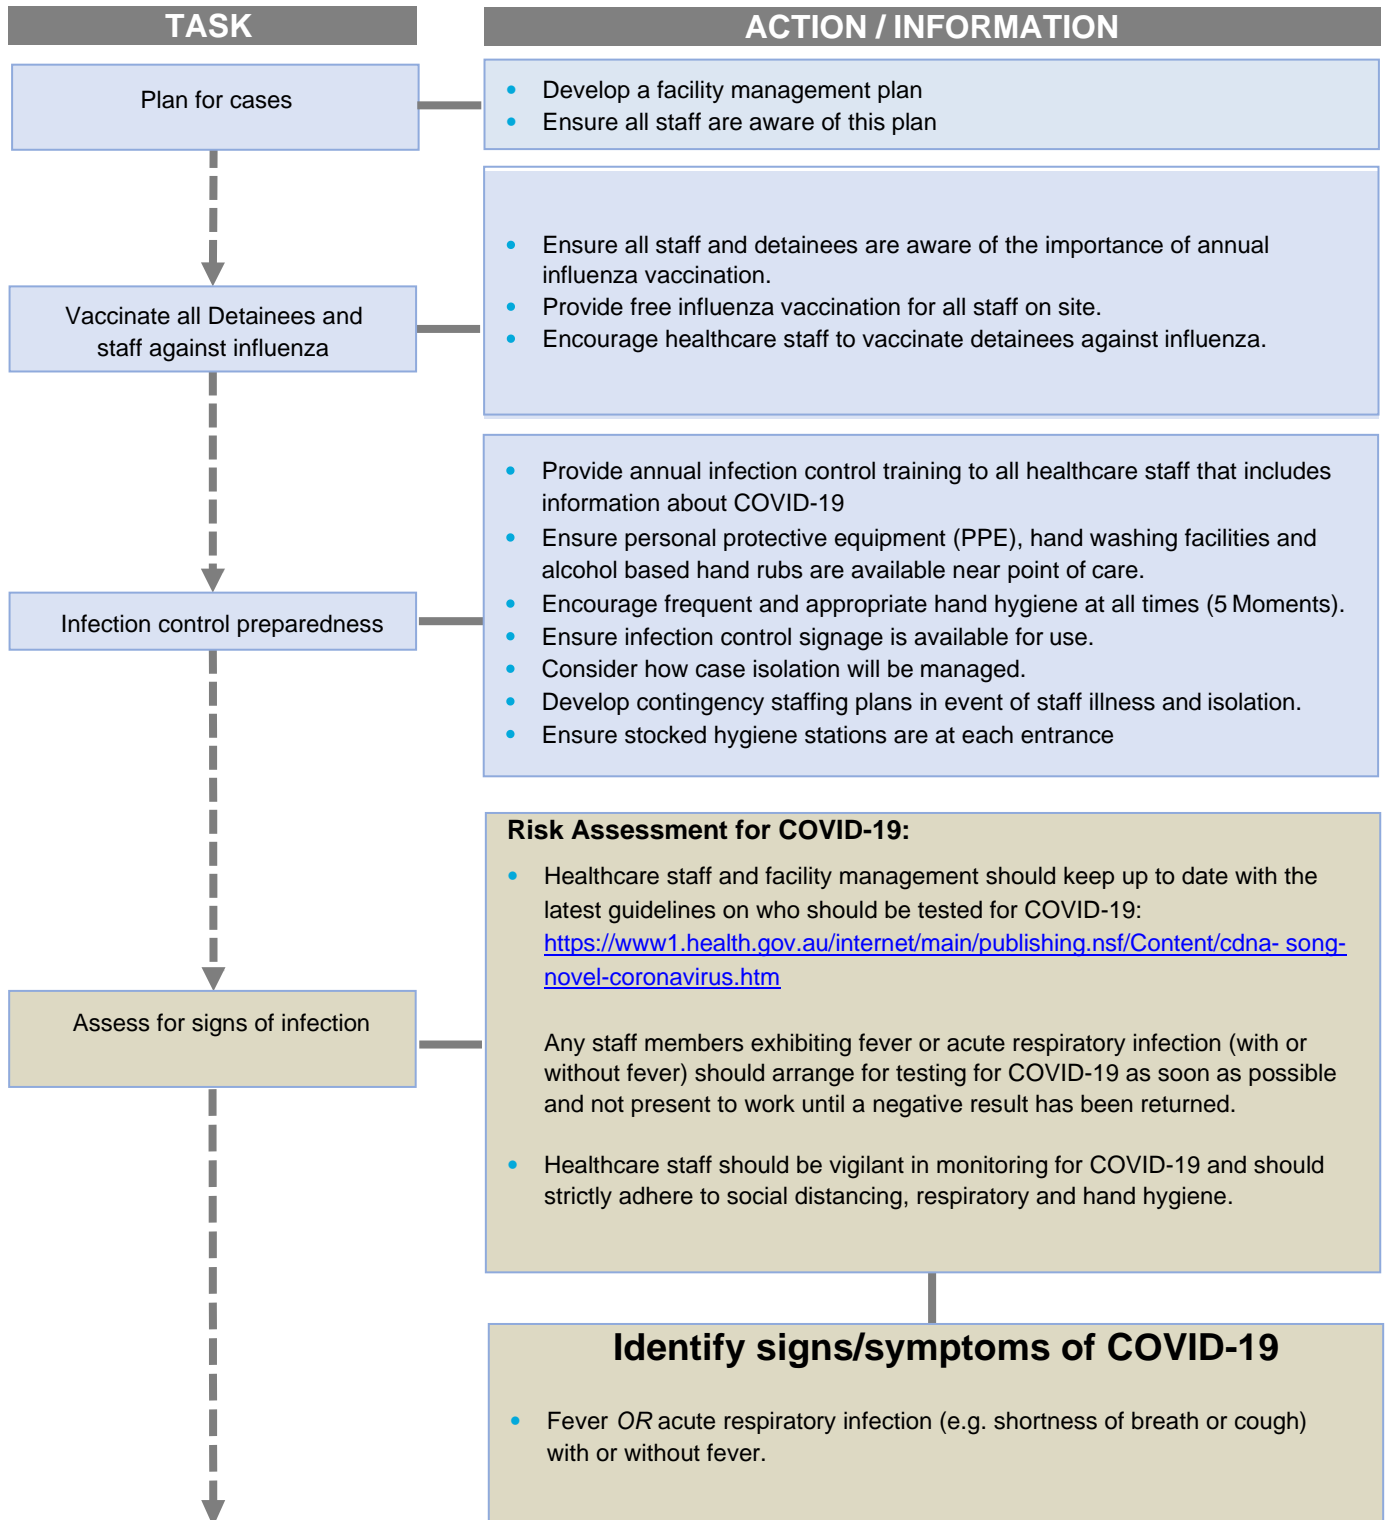 TASK
ACTION / INFORMATION
Plan for cases
• Develop a facility management plan
• Ensure all staff are aware of this plan
• Ensure all staff and detainees are aware of the importance of annual
influenza vaccination.
• Provide free influenza vaccination for all staff on site.
• Encourage healthcare staff to vaccinate detainees against influenza.
Vaccinate all Detainees and
staff against influenza
• Provide annual infection control training to all healthcare staff that includes
information about COVID-19
• Ensure personal protective equipment (PPE), hand washing facilities and
alcohol based hand rubs are available near point of care.
• Encourage frequent and appropriate hand hygiene at all times (5 Moments).
• Ensure infection control signage is available for use.
• Consider how case isolation will be managed.
• Develop contingency staffing plans in event of staff illness and isolation.
• Ensure stocked hygiene stations are at each entrance
Infection control preparedness
Risk Assessment for COVID-19:
• Healthcare staff and facility management should keep up to date with the
latest guidelines on who should be tested for COVID-19:
https://www1.health.gov.au/internet/main/publishing.nsf/Content/cdna- song-
novel-coronavirus.htm
Any staff members exhibiting fever or acute respiratory infection (with or
without fever) should arrange for testing for COVID-19 as soon as possible
and not present to work until a negative result has been returned.
• Healthcare staff should be vigilant in monitoring for COVID-19 and should
strictly adhere to social distancing, respiratory and hand hygiene.
Assess for signs of infection
Identify signs/symptoms of COVID-19
• Fever OR acute respiratory infection (e.g. shortness of breath or cough)
with or without fever.